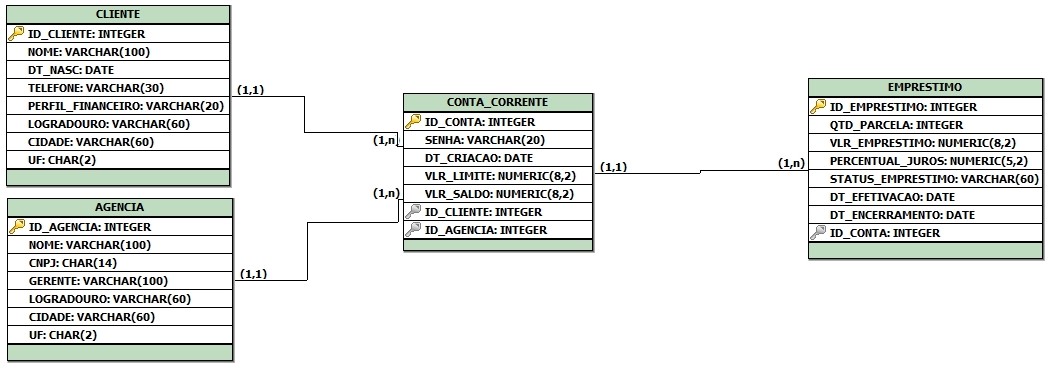 CLIENTE
ID_CLIENTE: INTEGER
NOME: VARCHAR(100)
DT_NASC: DATE
TELEFONE: VARCHAR(30)
PERFIL_FINANCEIRO: VARCHAR(20)
LOGRADOURO: VARCHAR(60)
CIDADE: VARCHAR(60)
UF: CHAR(2)
(1,1)
(1,n)
AGENCIA
ID_AGENCIA: INTEGER
NOME: VARCHAR(100)
CNPJ: CHAR(14)
GERENTE: VARCHAR(100)
LOGRADOURO: VARCHAR(60)
CIDADE: VARCHAR(60)
UF: CHAR(2)
(1,1)
(1,n)
CONTA_CORRENTE
ID_CONTA: INTEGER
SENHA: VARCHAR(20)
DT_CRIACAO: DATE
VLR_LIMITE: NUMERIC(8,2)
VLR_SALDO: NUMERIC(8,2)
ID_CLIENTE: INTEGER
ID_AGENCIA: INTEGER
(1,1)
(1,n)
EMPRESTIMO
ID_EMPRESTIMO: INTEGER
QTD_PARCELA: INTEGER
VLR_EMPRESTIMO: NUMERIC(8,2)
PERCENTUAL_JUROS: NUMERIC(5,2)
STATUS_EMPRESTIMO: VARCHAR(60)
DT_EFETIVACAO: DATE
DT_ENCERRAMENTO: DATE
ID_CONTA: INTEGER